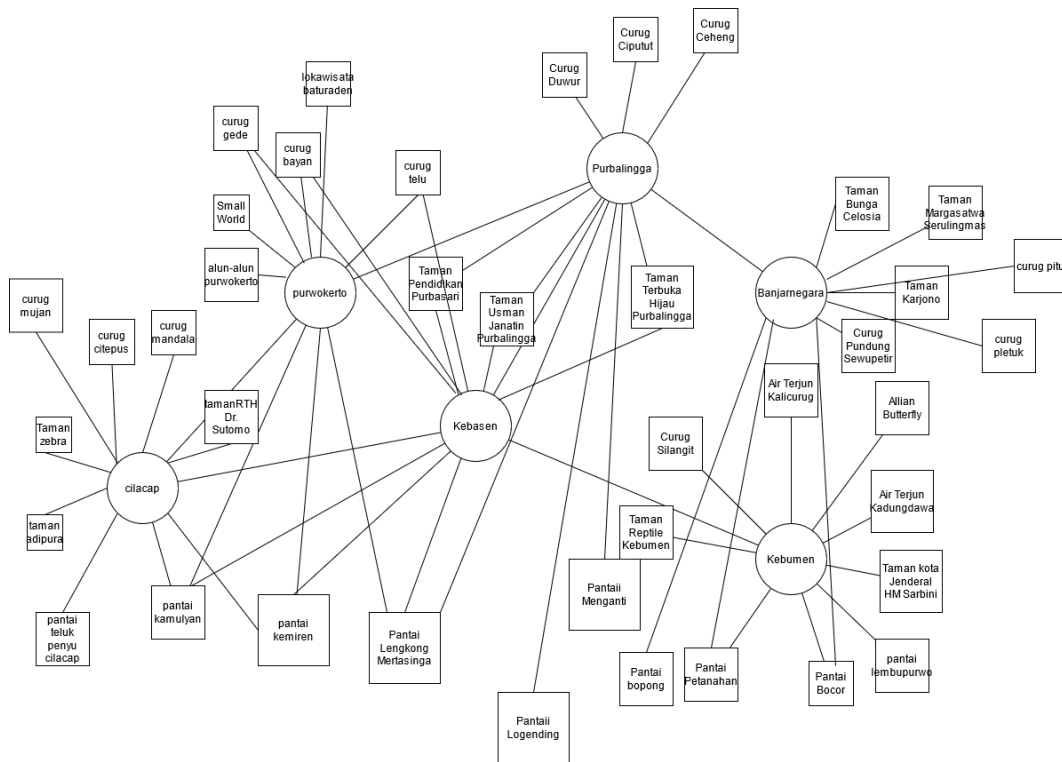 Curug
Ciputut
Curug
Ceheng
Curug
Duwur
lokawisata
baturaden
curug
gede
curug
bayan
curug
telu
Purbalingga
Small
World
Taman
Bunga
Celosia
Taman
Margasatwa
Serulingmas
alun-alun
purwokerto
purwokerto
Taman
Pendidikan
Purbasari
Taman
Usman
Janatin
Purbalingga
Taman
Terbuka
Hijau
Purbalingga
Banjarnegara
Taman
Karjono
curug pitu
curug
mujan
curug
citepus
curug
mandala
Curug
Pundung
Sewupetir
curug
pletuk
Air Terjun
Kalicurug
Allian
Butterfly
Taman
zebra
tamanRTH
Dr.
Sutomo
Kebasen
Curug
Silangit
cilacap
Air Terjun
Kadungdawa
taman
adipura
Taman
Reptile
Kebumen
Kebumen
Taman kota
Jenderal
HM Sarbini
pantai
teluk
penyu
cilacap
pantai
kamulyan
pantai
kemiren
Pantai
Lengkong
Mertasinga
Pantaii
Menganti
Pantai
bopong
Pantai
Petanahan
Pantai
Bocor
pantai
lembupurwo
Pantaii
Logending